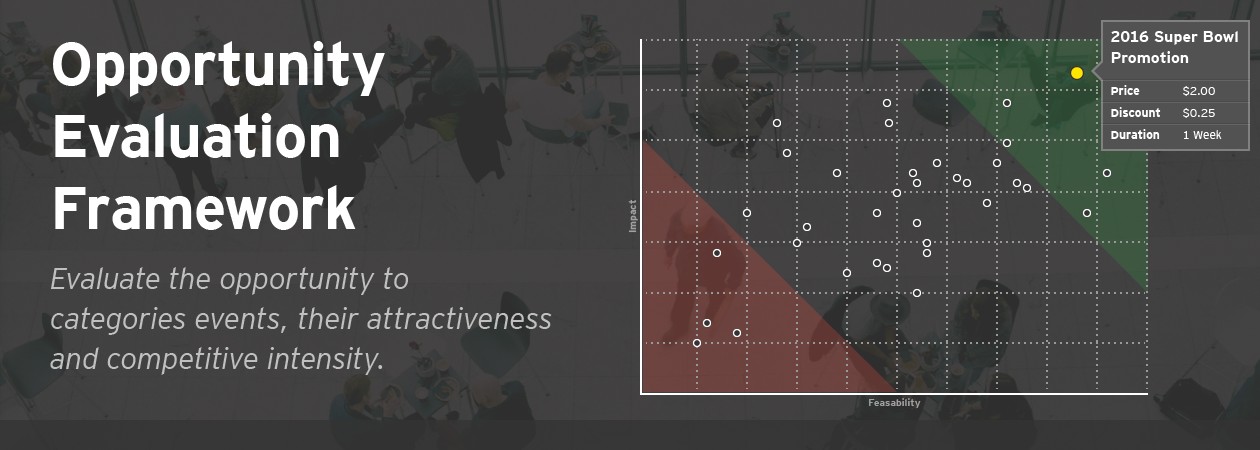 Opportunity
Evaluation
Framework
Evaluate the opportunity to
categories events, their attractiveness
and competitive intensity.
Impact
Feasability
2016 Super Bowl
Promotion
Price $2.00
Discount $0.25
Duration 1 Week